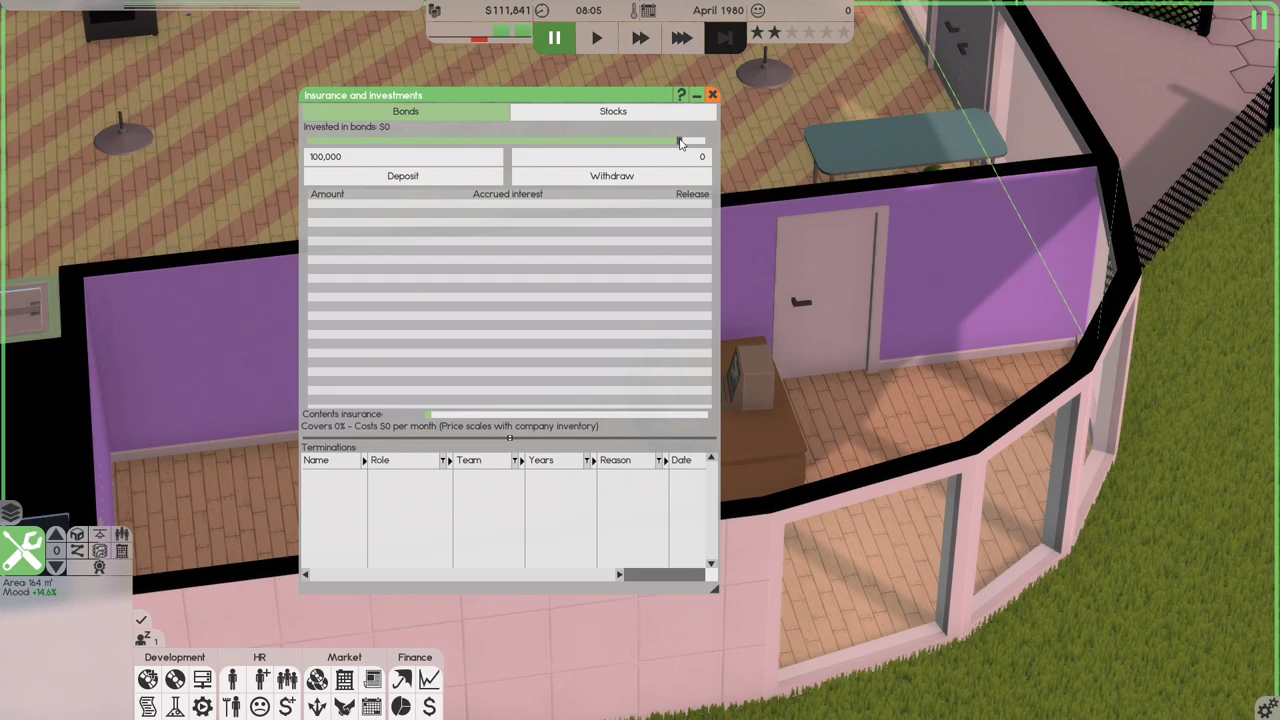 $111,841 08:05 April 1980 0
Insurance and investments ?
Bonds Stocks
Invested in bonds: $0
100,000 0
Deposit Withdraw
Amount Accrued interest Release
Contents insurance:
Covers 0% - Costs $0 per month (Price scales with company inventory)
Terminations:
Name Role Team Years Reason Date
0
Area: 164 m²
Mood: +14.6%
Z 1
Development HR Market Finance